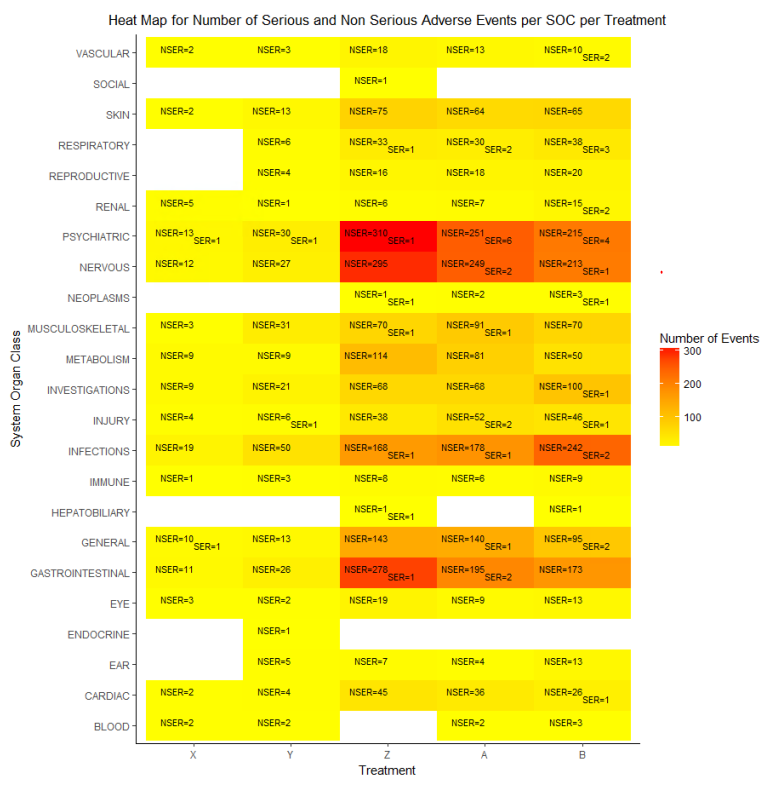 Heat Map for Number of Serious and Non Serious Adverse Events per SOC per Treatment
System Organ Class
VASCULAR NSER=2 NSER=3 NSER=18 NSER=13 NSER=10 SER=2
SOCIAL NSER=1
SKIN NSER=2 NSER=13 NSER=75 NSER=64 NSER=65
RESPIRATORY NSER=6 NSER=33 SER=1 NSER=30 SER=2 NSER=38 SER=3
REPRODUCTIVE NSER=4 NSER=16 NSER=18 NSER=20
RENAL NSER=5 NSER=1 NSER=6 NSER=7 NSER=15 SER=2
PSYCHIATRIC NSER=13 SER=1 NSER=30 SER=1 NSER=310 SER=1 NSER=251 SER=6 NSER=215 SER=4
NERVOUS NSER=12 NSER=27 NSER=295 NSER=249 SER=2 NSER=213 SER=1
NEOPLASMS NSER=1 SER=1 NSER=2 NSER=3 SER=1
MUSCULOSKELETAL NSER=3 NSER=31 NSER=70 SER=1 NSER=91 SER=1 NSER=70
METABOLISM NSER=9 NSER=9 NSER=114 NSER=81 NSER=50
INVESTIGATIONS NSER=9 NSER=21 NSER=68 NSER=68 NSER=100 SER=1
INJURY NSER=4 NSER=6 SER=1 NSER=38 NSER=52 SER=2 NSER=46 SER=1
INFECTIONS NSER=19 NSER=50 NSER=168 SER=1 NSER=178 SER=1 NSER=242 SER=2
IMMUNE NSER=1 NSER=3 NSER=8 NSER=6 NSER=9
HEPATOBILIARY NSER=1 SER=1 NSER=1
GENERAL NSER=10 SER=1 NSER=13 NSER=143 NSER=140 SER=1 NSER=95 SER=2
GASTROINTESTINAL NSER=11 NSER=26 NSER=278 SER=1 NSER=195 SER=2 NSER=173
EYE NSER=3 NSER=2 NSER=19 NSER=9 NSER=13
ENDOCRINE NSER=1
EAR NSER=5 NSER=7 NSER=4 NSER=13
CARDIAC NSER=2 NSER=4 NSER=45 NSER=36 NSER=26 SER=1
BLOOD NSER=2 NSER=2 NSER=2 NSER=3
X Y Z A B
Treatment
Number of Events
300
200
100